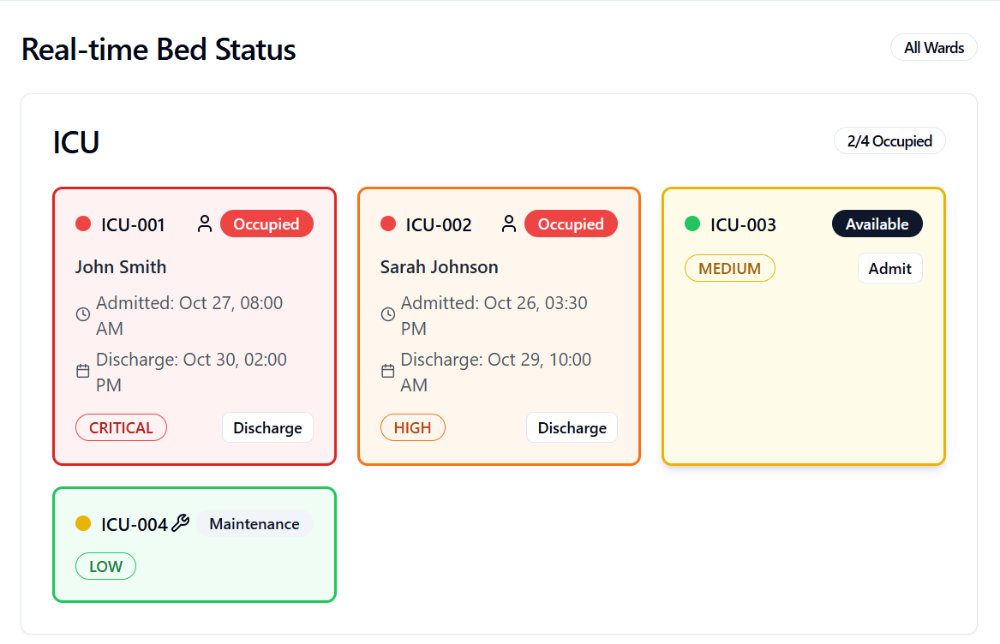 Real-time Bed Status
All Wards
ICU
2/4 Occupied
ICU-001
Occupied
John Smith
Admitted: Oct 27, 08:00
AM
Discharge: Oct 30, 02:00
PM
CRITICAL
Discharge
ICU-002
Occupied
Sarah Johnson
Admitted: Oct 26, 03:30
PM
Discharge: Oct 29, 10:00
AM
HIGH
Discharge
ICU-003
Available
MEDIUM
Admit
ICU-004
Maintenance
LOW